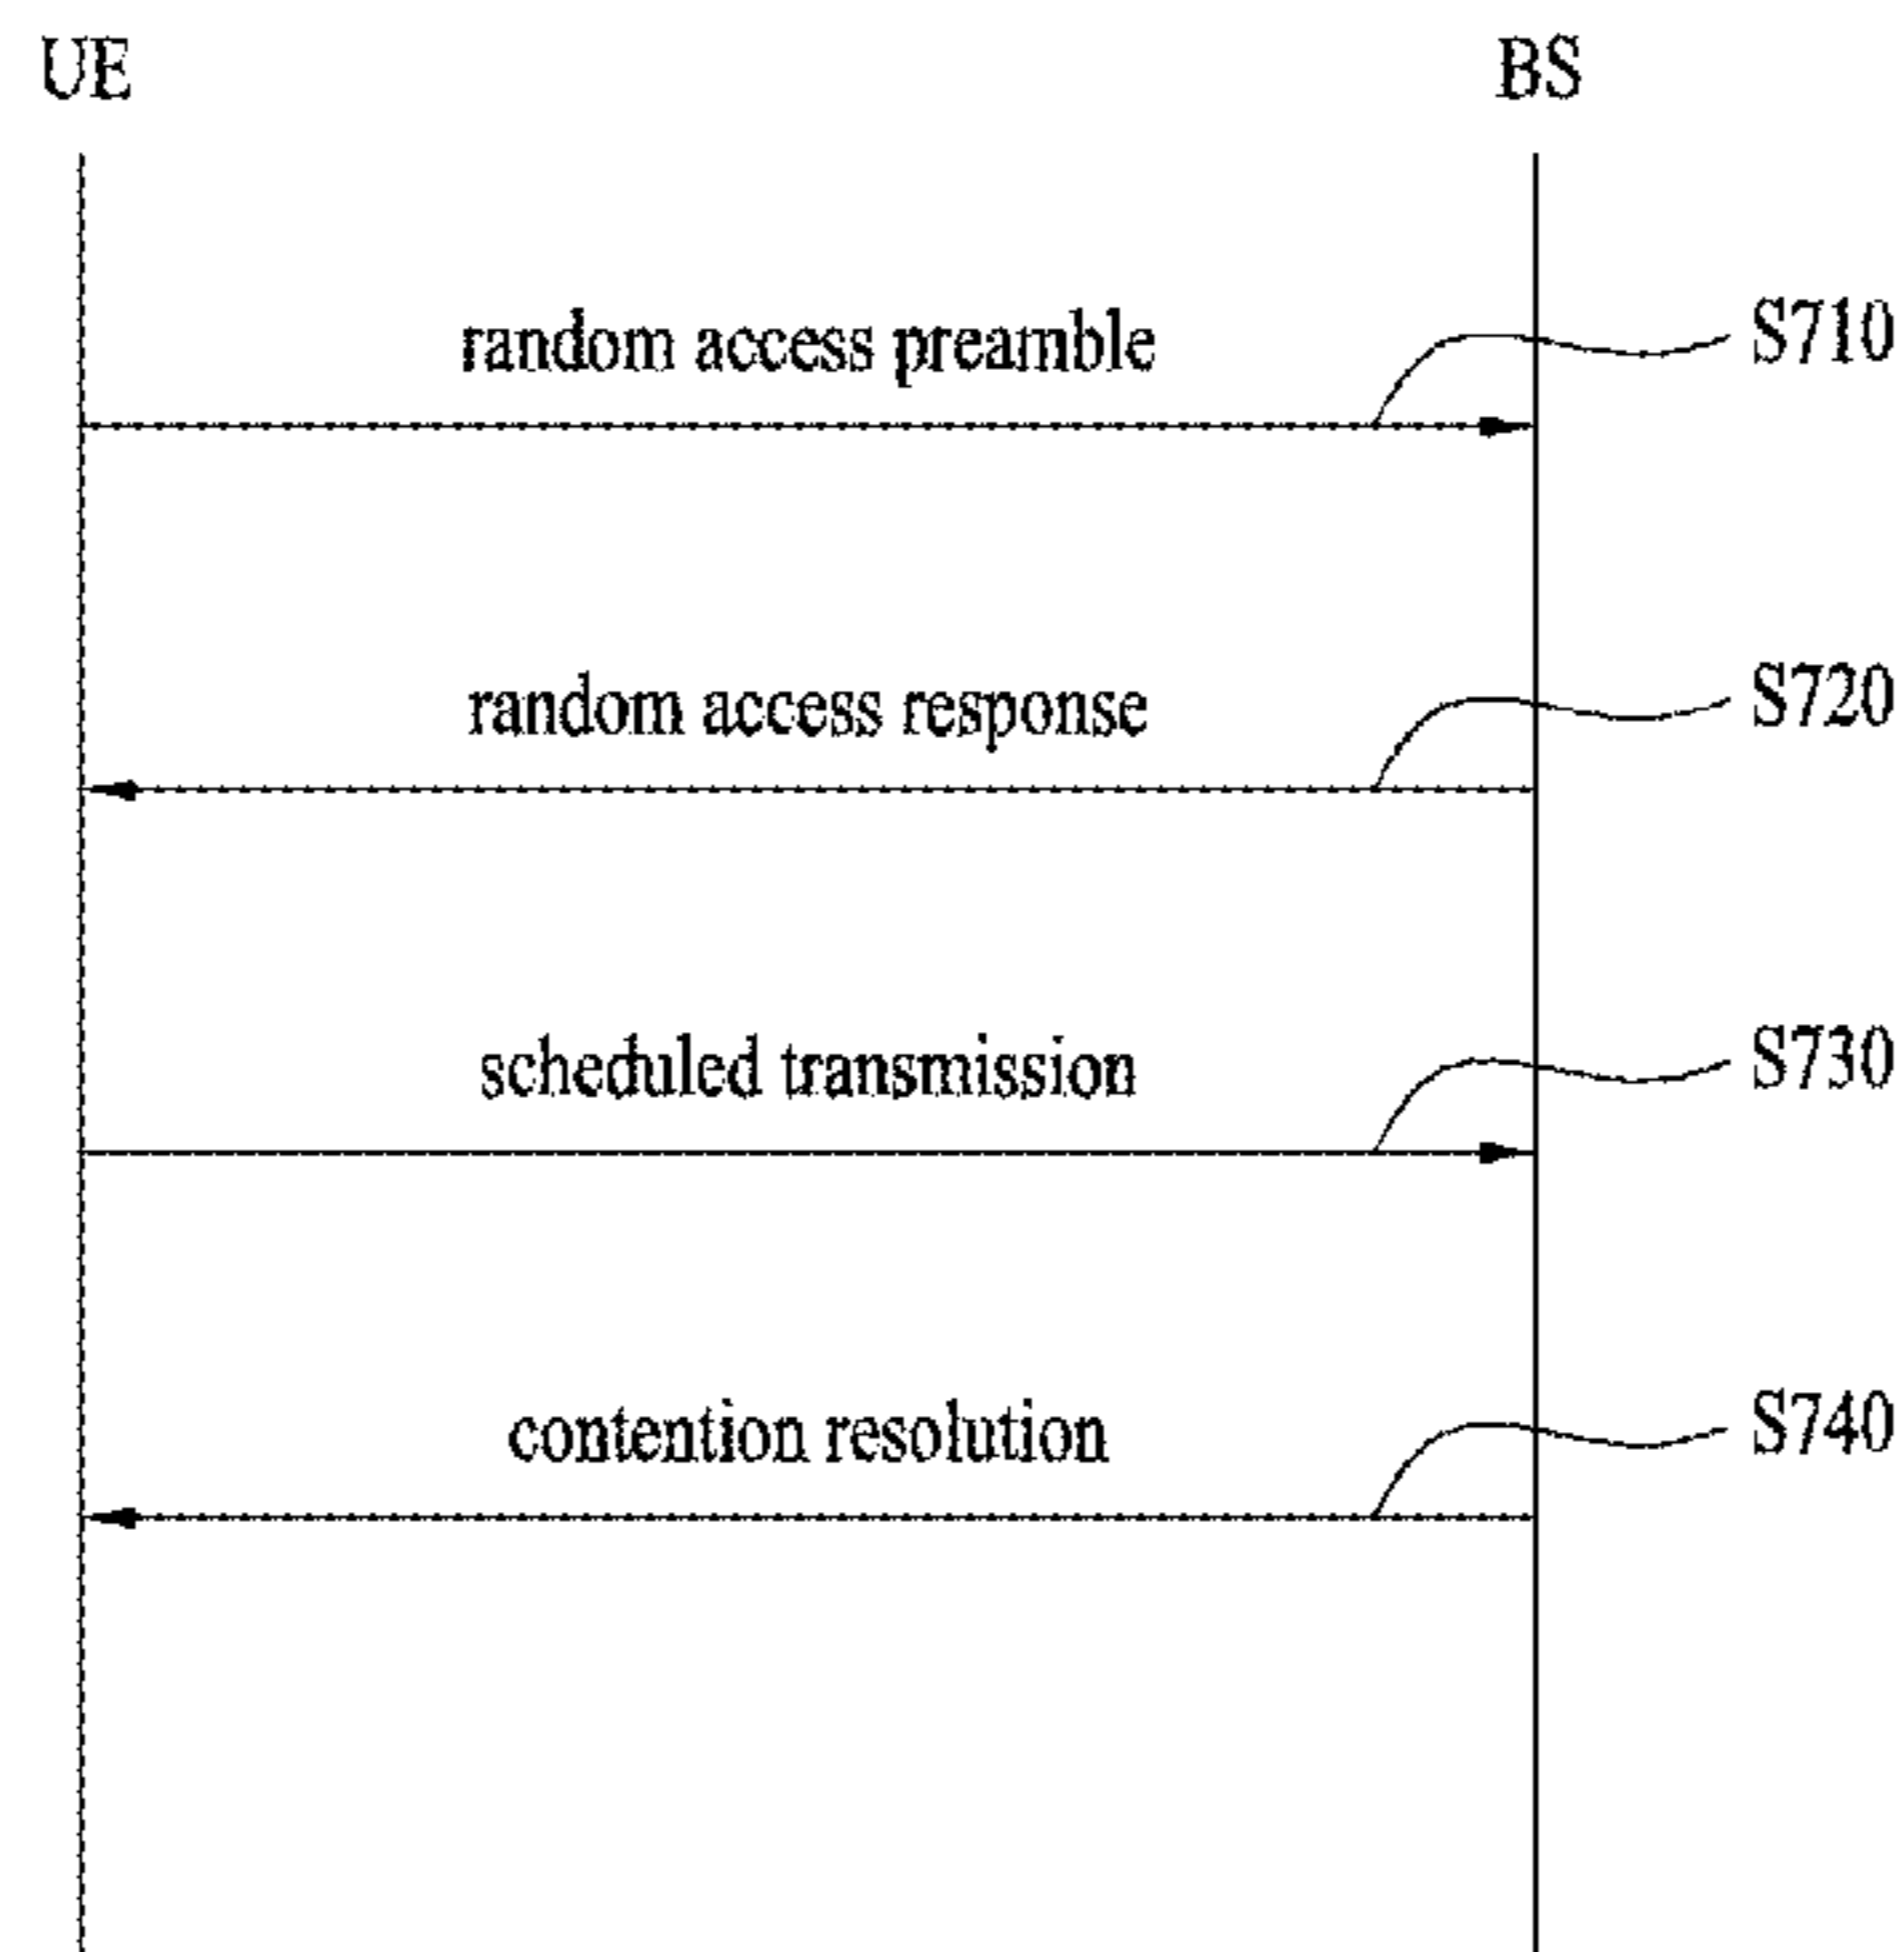 UE
BS
random access preamble
S710
random access response
S720
scheduled transmission
S730
contention resolution
S740